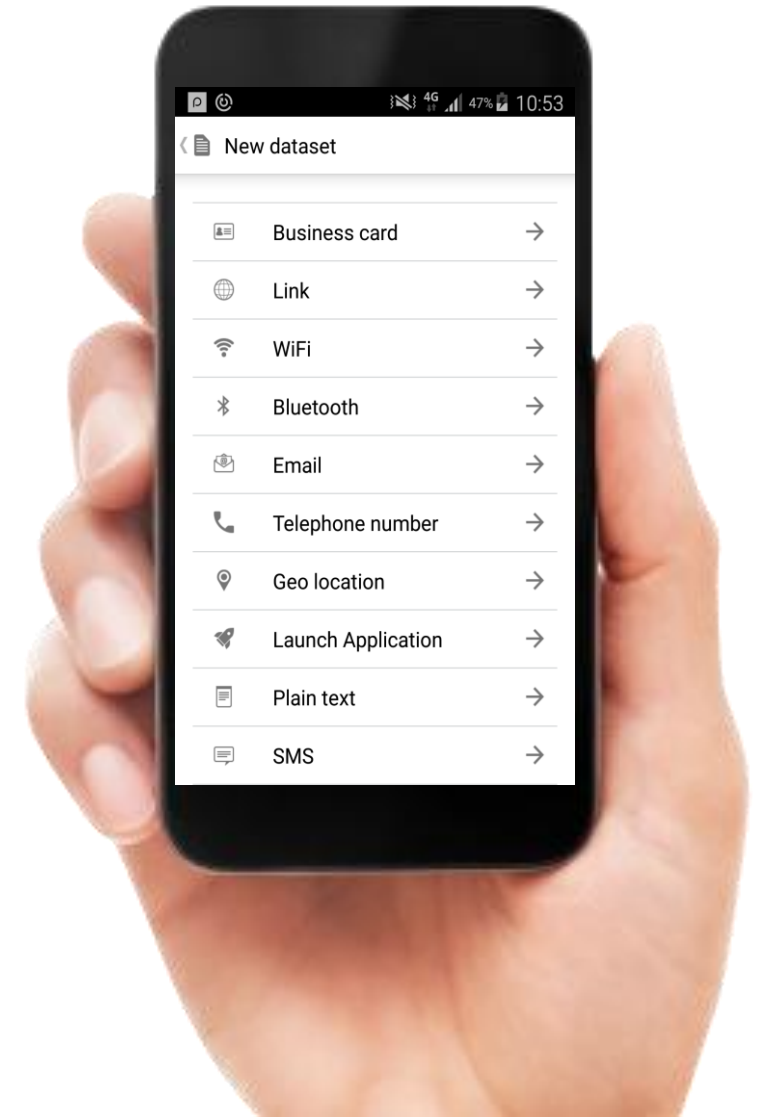 4G 47% 10:53
New dataset
Business card
Link
WiFi
Bluetooth
Email
Telephone number
Geo location
Launch Application
Plain text
SMS